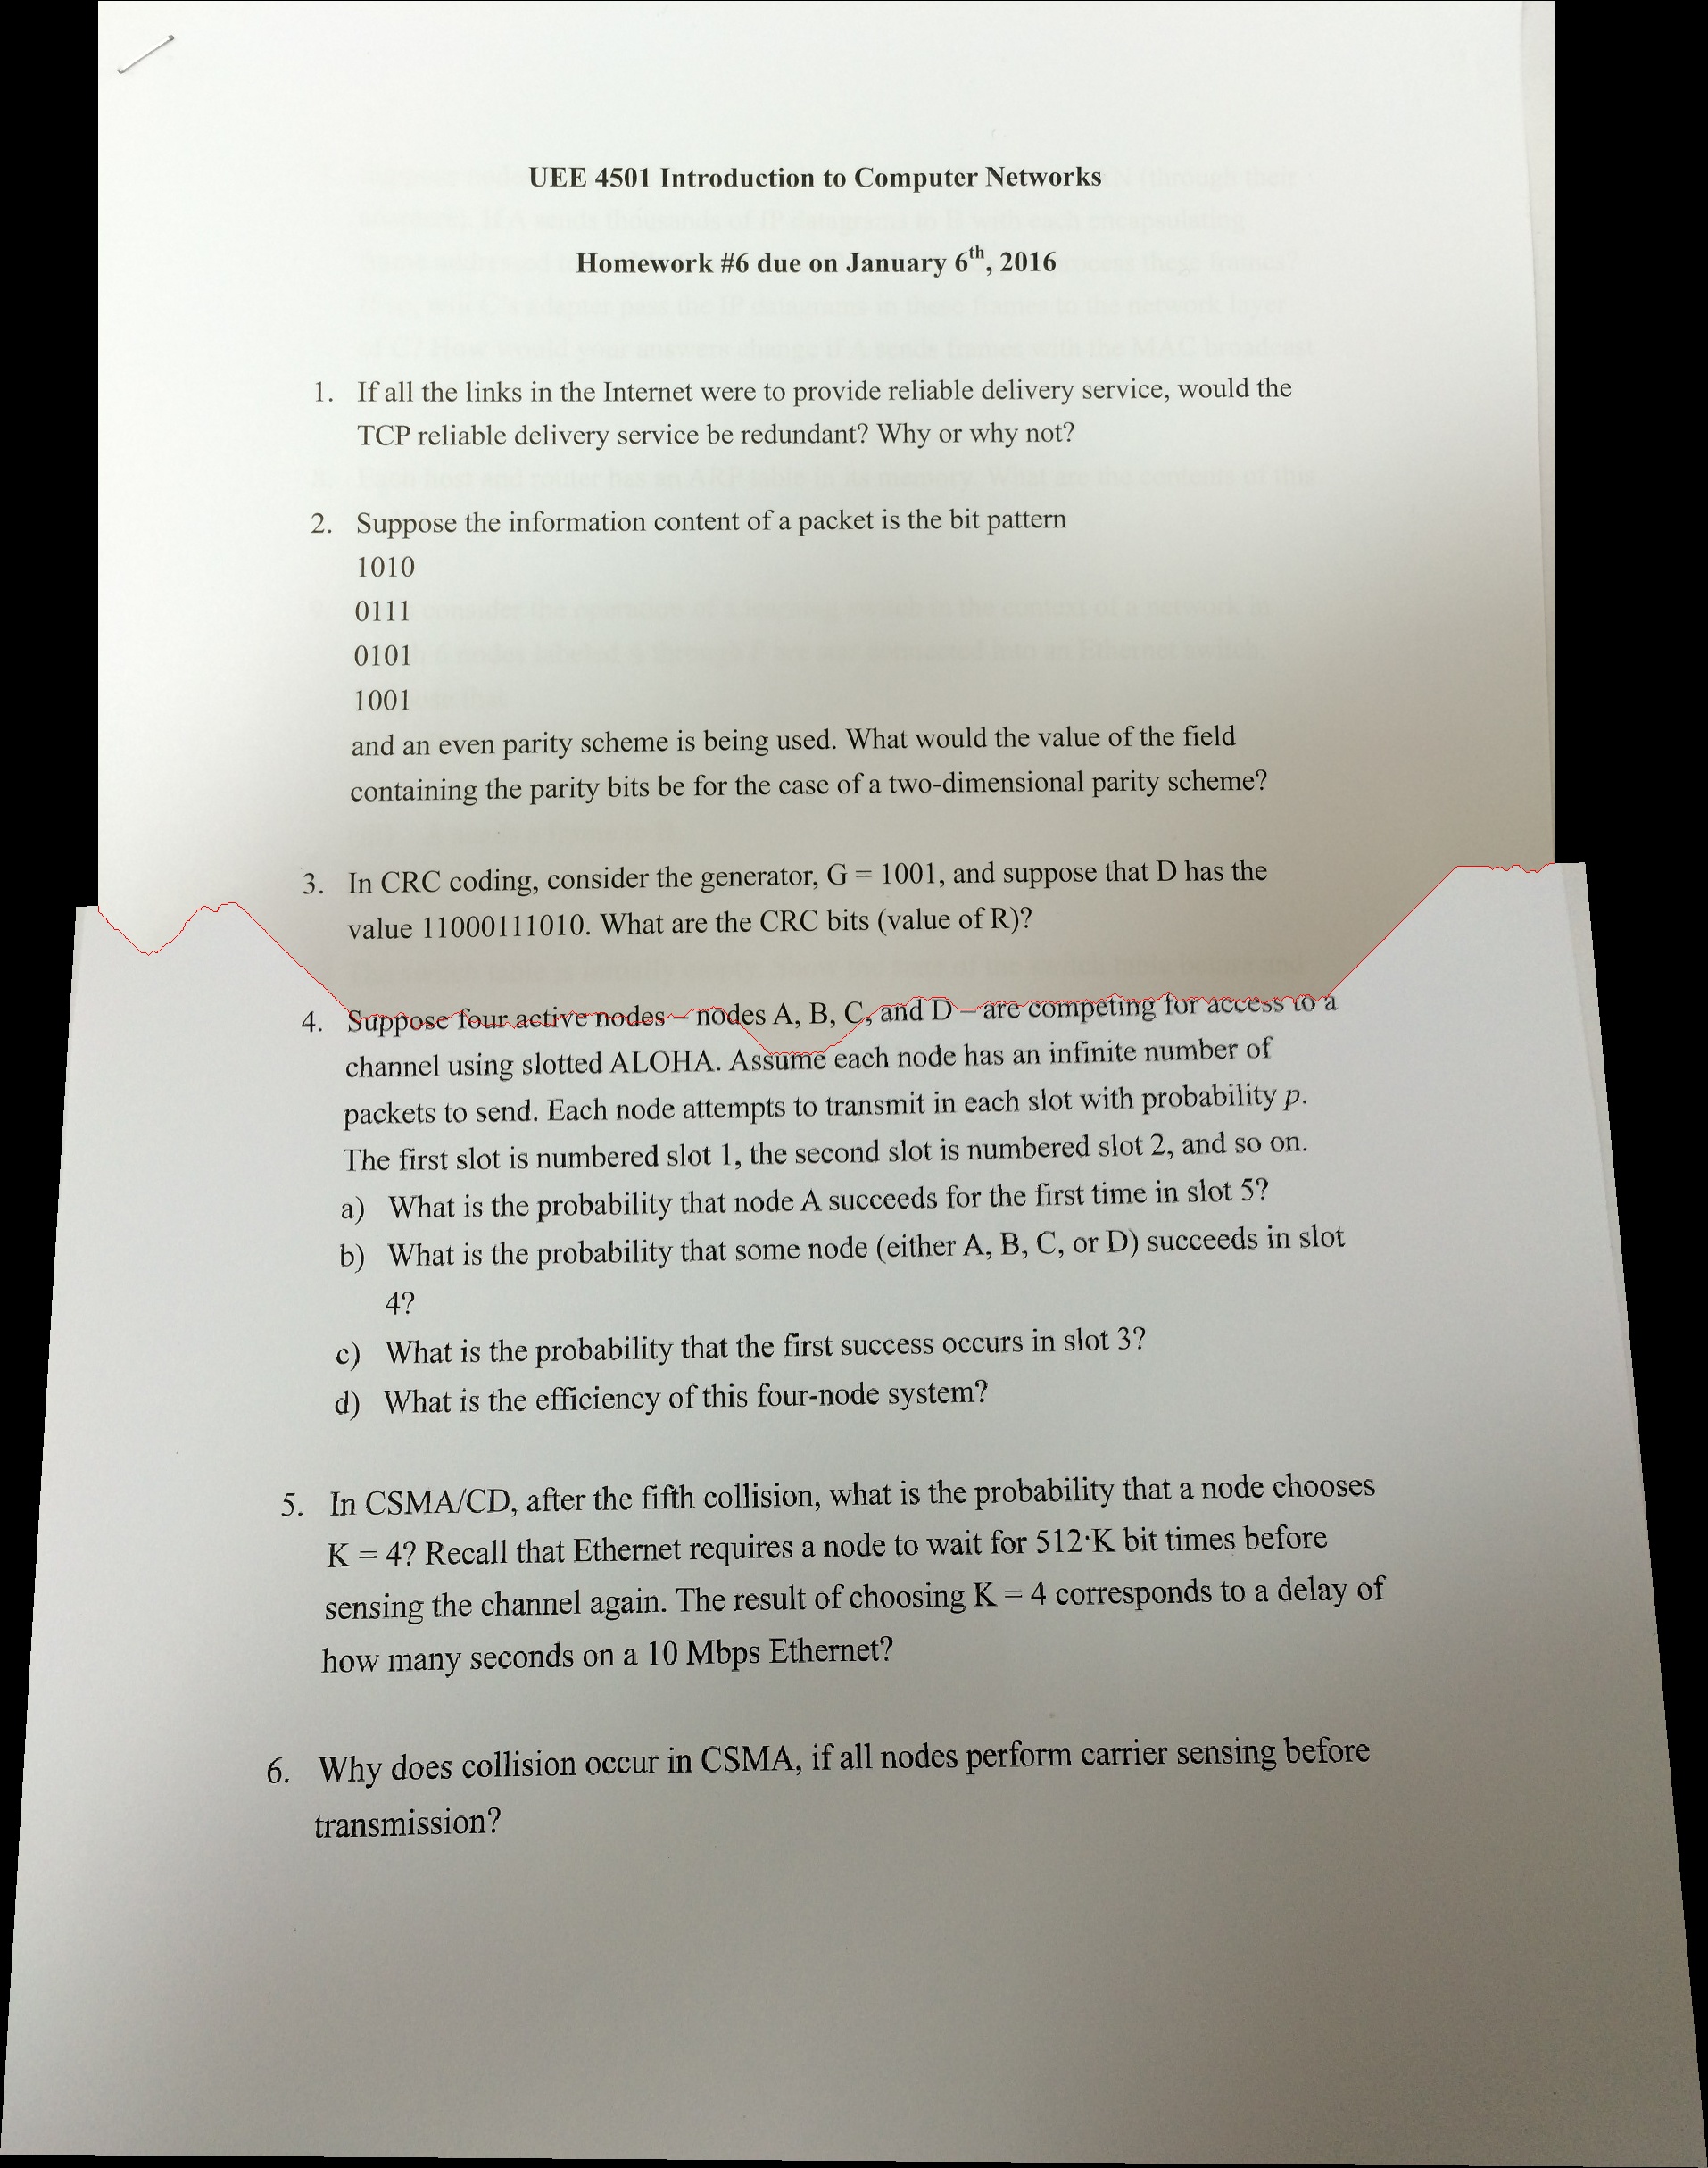 UEE 4501 Introduction to Computer Networks
Homework #6 due on January 6th, 2016
1. If all the links in the Internet were to provide reliable delivery service, would the
TCP reliable delivery service be redundant? Why or why not?
2. Suppose the information content of a packet is the bit pattern
1010
0111
0101
1001
and an even parity scheme is being used. What would the value of the field
containing the parity bits be for the case of a two-dimensional parity scheme?
3. In CRC coding, consider the generator, G = 1001, and suppose that D has the
value 11000111010. What are the CRC bits (value of R)?
4. Suppose four active nodes – nodes A, B, C, and D – are competing for access to a
channel using slotted ALOHA. Assume each node has an infinite number of
packets to send. Each node attempts to transmit in each slot with probability p.
The first slot is numbered slot 1, the second slot is numbered slot 2, and so on.
a) What is the probability that node A succeeds for the first time in slot 5?
b) What is the probability that some node (either A, B, C, or D) succeeds in slot
4?
c) What is the probability that the first success occurs in slot 3?
d) What is the efficiency of this four-node system?
5. In CSMA/CD, after the fifth collision, what is the probability that a node chooses
K = 4? Recall that Ethernet requires a node to wait for 512·K bit times before
sensing the channel again. The result of choosing K = 4 corresponds to a delay of
how many seconds on a 10 Mbps Ethernet?
6. Why does collision occur in CSMA, if all nodes perform carrier sensing before
transmission?